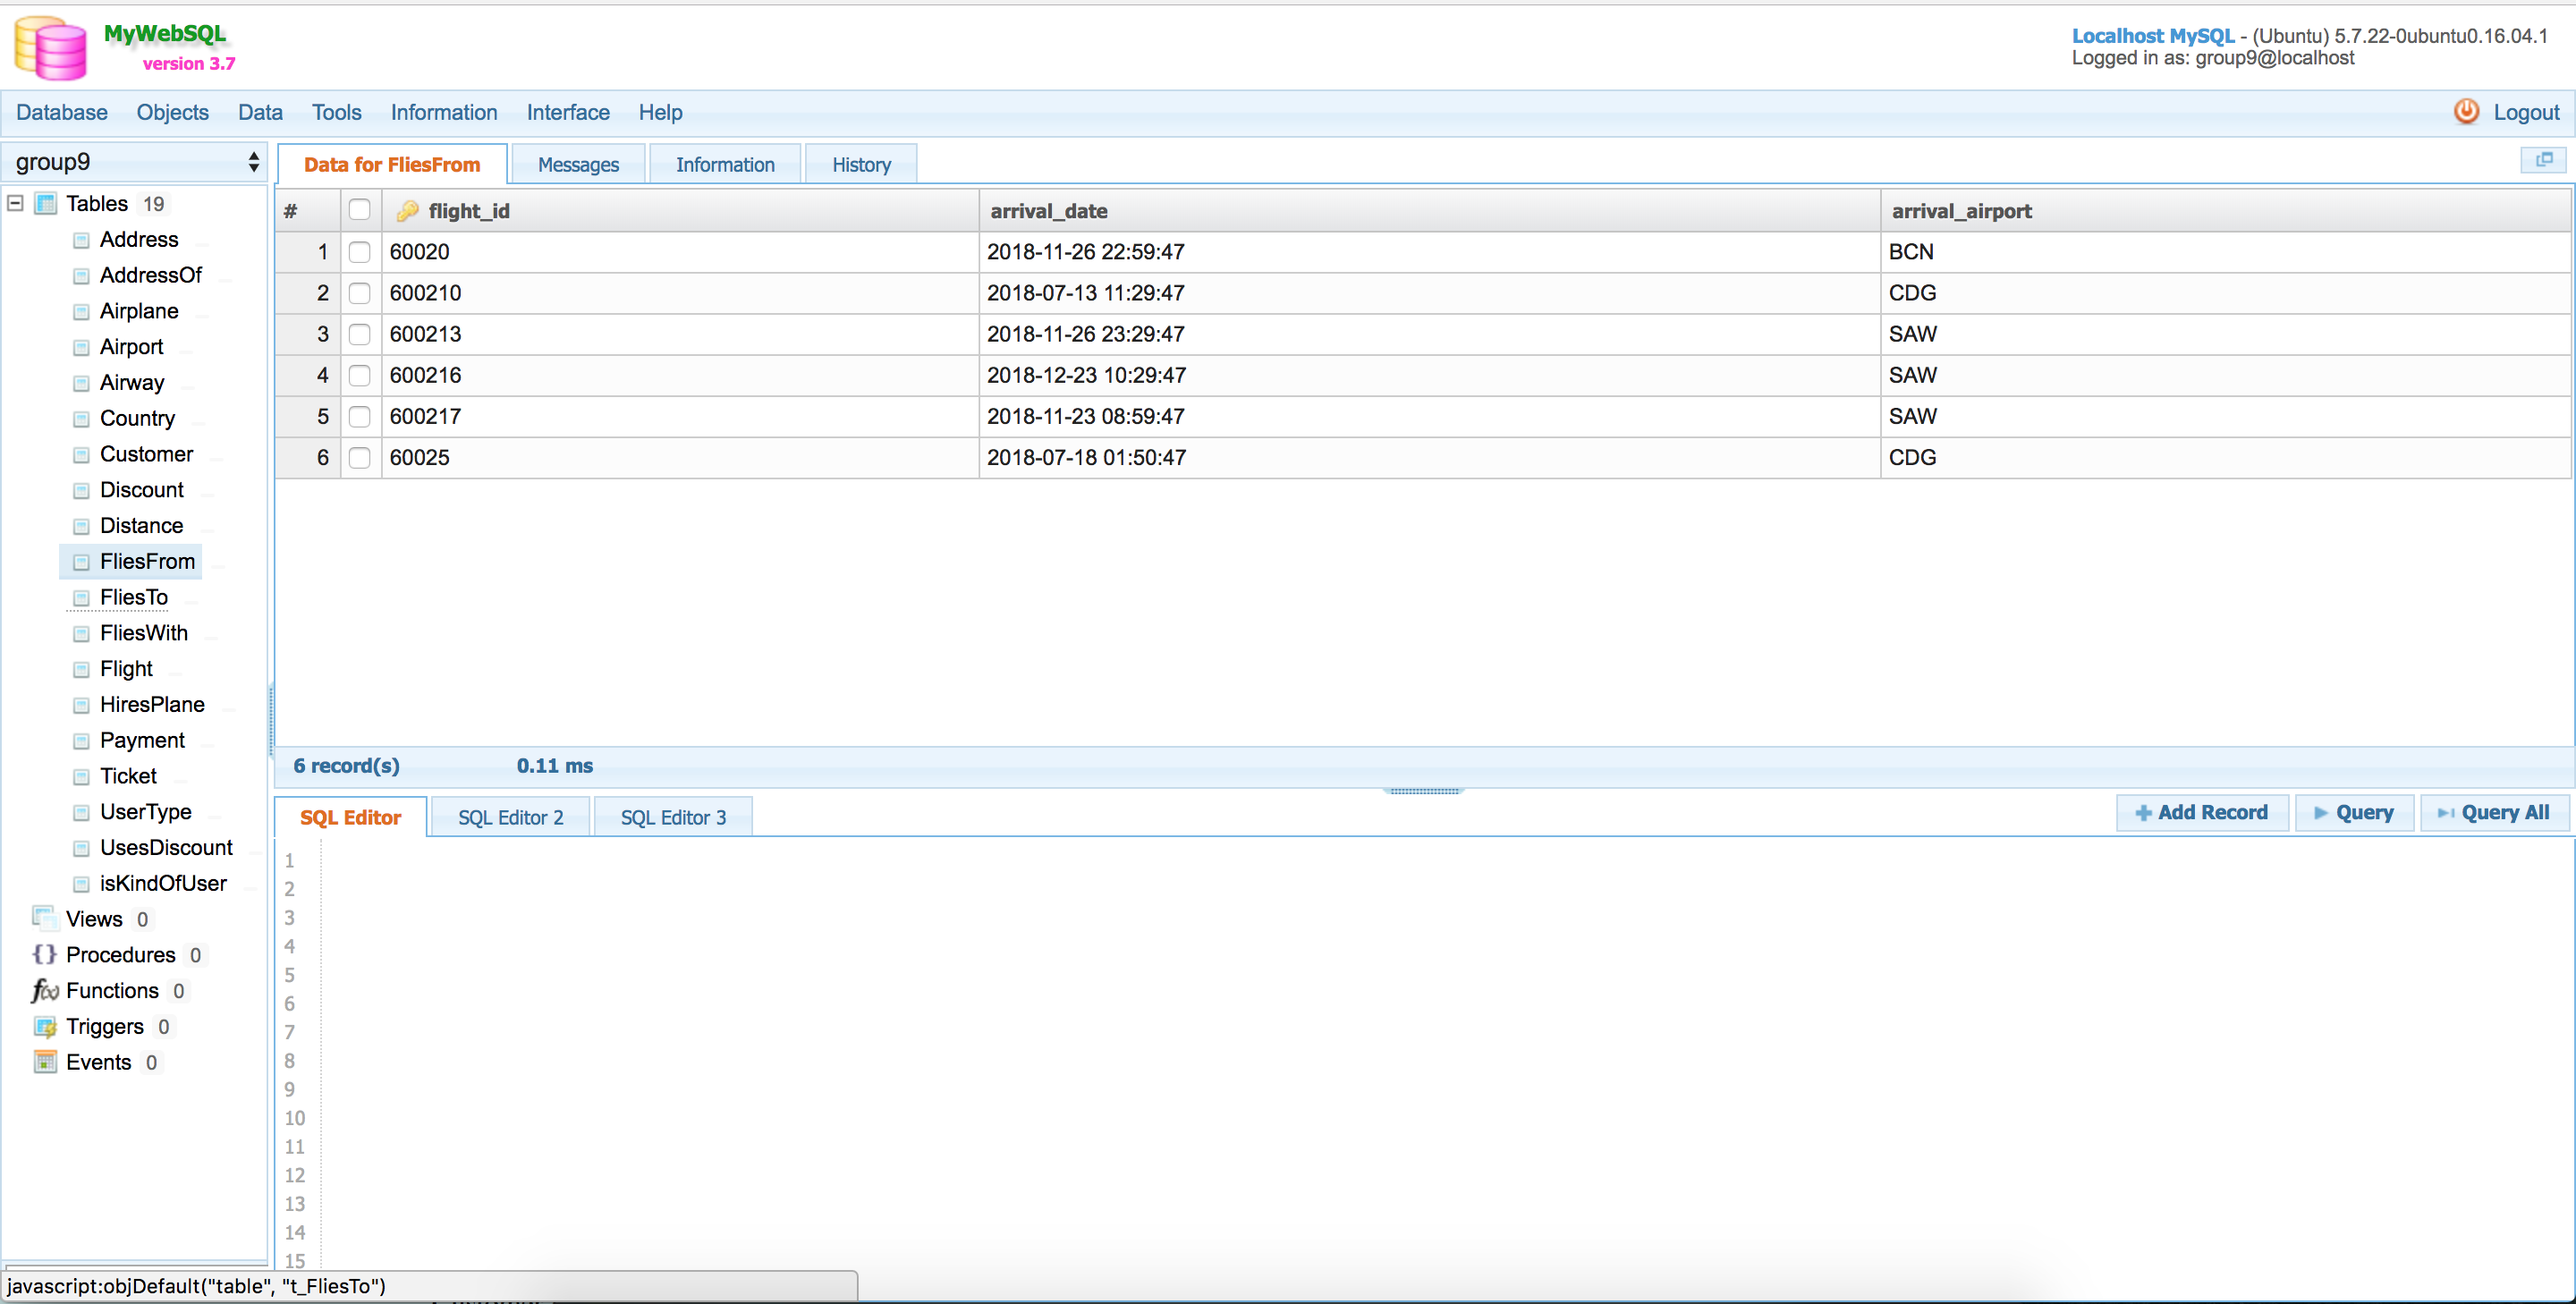 MyWebSQL
version 3.7
Localhost MySQL - (Ubuntu) 5.7.22-0ubuntu0.16.04.1
Logged in as: group9@localhost
Database Objects Data Tools Information Interface Help Logout
group9
Data for FliesFrom Messages Information History
Tables 19
Address
AddressOf
Airplane
Airport
Airway
Country
Customer
Discount
Distance
FliesFrom
FliesTo
FliesWith
Flight
HiresPlane
Payment
Ticket
UserType
UsesDiscount
isKindOfUser
Views 0
{} Procedures 0
f(x) Functions 0
Triggers 0
Events 0
# flight_id arrival_date arrival_airport
1 60020 2018-11-26 22:59:47 BCN
2 600210 2018-07-13 11:29:47 CDG
3 600213 2018-11-26 23:29:47 SAW
4 600216 2018-12-23 10:29:47 SAW
5 600217 2018-11-23 08:59:47 SAW
6 60025 2018-07-18 01:50:47 CDG
6 record(s) 0.11 ms
SQL Editor SQL Editor 2 SQL Editor 3 Add Record Query Query All
1
2
3
4
5
6
7
8
9
10
11
12
13
14
15
javascript:objDefault("table", "t_FliesTo")